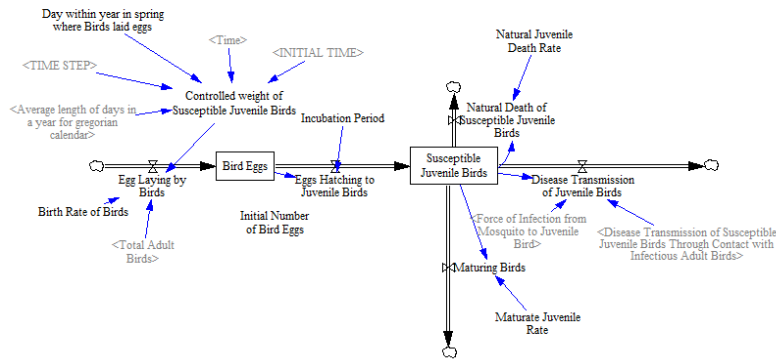 Day within year in spring
where Birds laid eggs
<Time>
<INITIAL TIME>
<TIME STEP>
Controlled weight of
Susceptible Juvenile Birds
<Average length of days in
a year for gregorian
calendar>
Natural Juvenile
Death Rate
Natural Death of
Susceptible Juvenile
Birds
Incubation Period
Bird Eggs
Susceptible
Juvenile Birds
Egg Laying by
Birds
Eggs Hatching to
Juvenile Birds
Disease Transmission
of Juvenile Birds
Birth Rate of Birds
<Total Adult
Birds>
Initial Number
of Bird Eggs
<Force of Infection from
Mosquito to Juvenile
Bird>
<Disease Transmission of Susceptible
Juvenile Birds Through Contact with
Infectious Adult Birds>
Maturing Birds
Maturate Juvenile
Rate